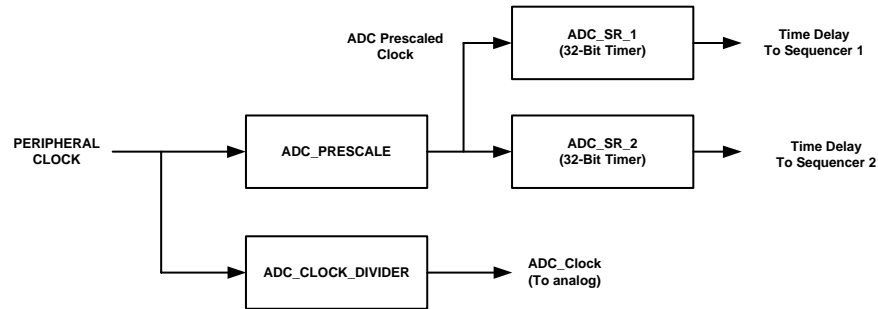 ADC Prescaled
Clock
ADC_SR_1
(32-Bit Timer)
Time Delay
To Sequencer 1
PERIPHERAL
CLOCK
ADC_PRESCALE
ADC_SR_2
(32-Bit Timer)
Time Delay
To Sequencer 2
ADC_CLOCK_DIVIDER
ADC_Clock
(To analog)